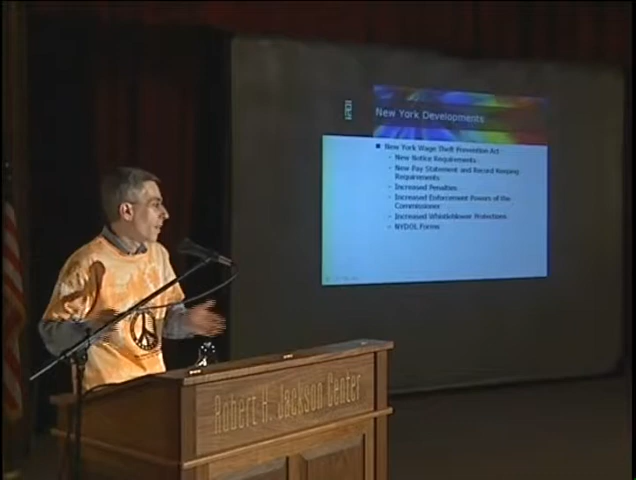 New York Developments
■ New York Wage Theft Prevention Act
- New Notice Requirements
- New Pay Statement and Record Keeping
Requirements
- Increased Penalties
- Increased Enforcement Powers of the
Commissioner
- Increased Whistleblower Protections
- NYDOL Forms
Robert H. Jackson Center